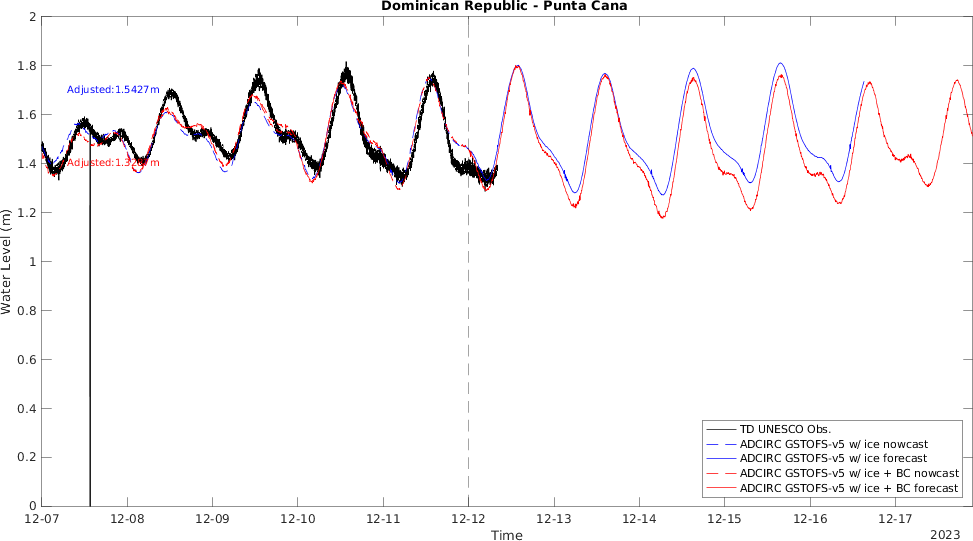 Dominican Republic - Punta Cana
2
1.8
1.6
1.4
1.2
1
0.8
0.6
0.4
0.2
0
Water Level (m)
Adjusted:1.5427m
TD UNESCO Obs.
ADCIRC GSTOFS-v5 w/ ice nowcast
ADCIRC GSTOFS-v5 w/ ice forecast
ADCIRC GSTOFS-v5 w/ ice + BC nowcast
ADCIRC GSTOFS-v5 w/ ice + BC forecast
12-07 12-08 12-09 12-10 12-11 12-12 12-13 12-14 12-15 12-16 12-17
Time
2023